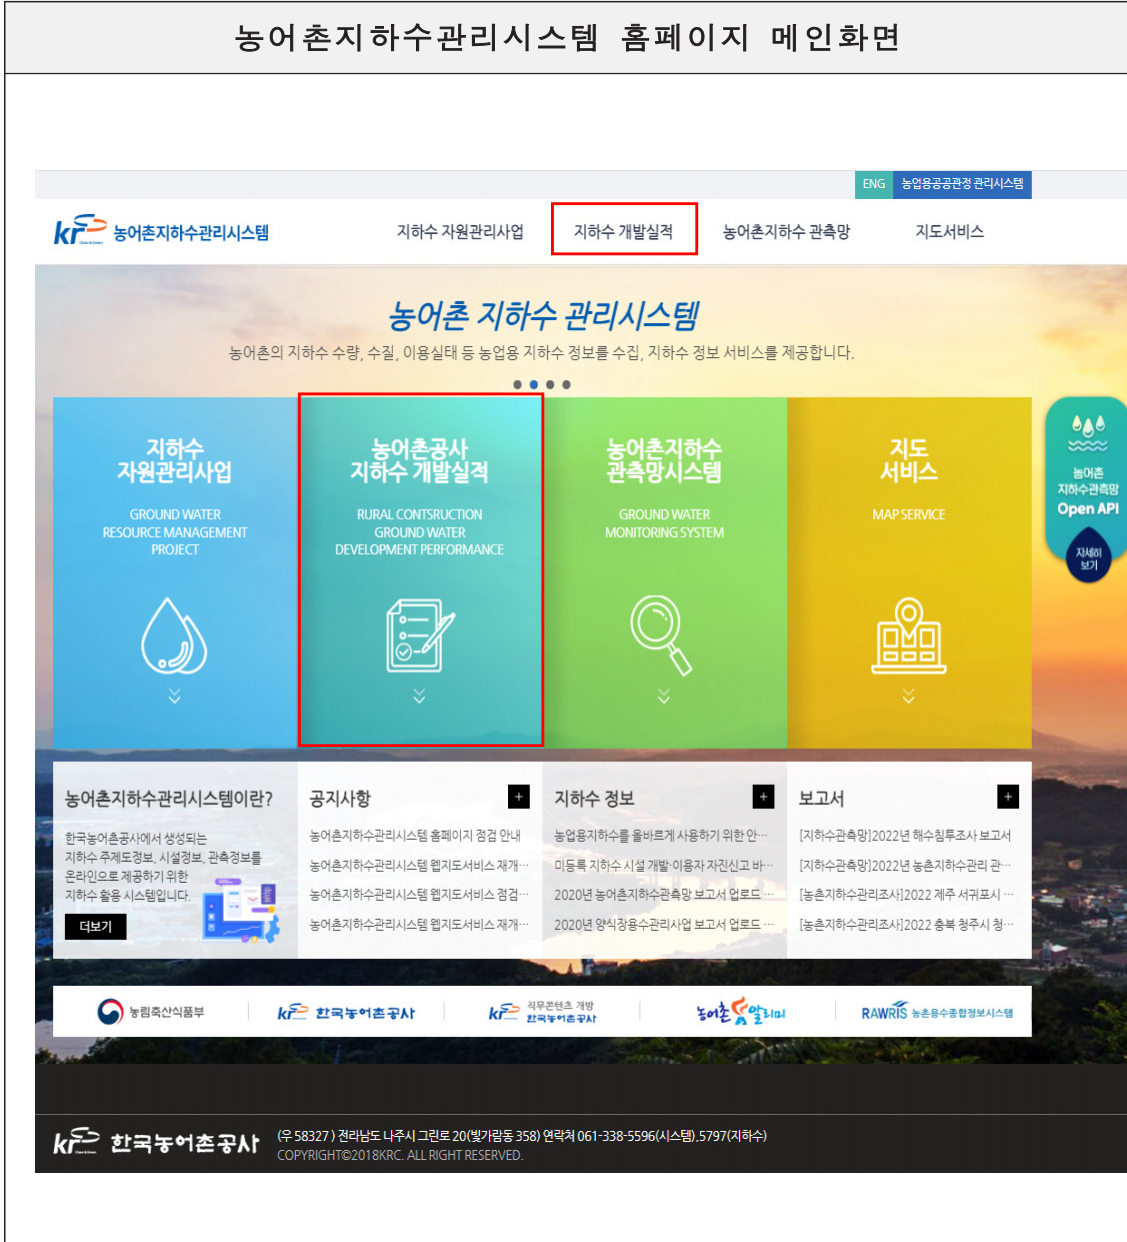 농어촌지하수관리시스템 홈페이지 메인화면
ENG 농업용공공관정 관리시스템
kr 농어촌지하수관리시스템
지하수 자원관리사업 지하수 개발실적 농어촌지하수 관측망 지도서비스
농어촌 지하수 관리시스템
농어촌의 지하수 수량, 수질, 이용실태 등 농업용 지하수 정보를 수집, 지하수 정보 서비스를 제공합니다.
지하수
자원관리사업
GROUND WATER
RESOURCE MANAGEMENT
PROJECT
농어촌공사
지하수 개발실적
RURAL CONTSRUCTION
GROUND WATER
DEVELOPMENT PERFORMANCE
농어촌지하수
관측망시스템
GROUND WATER
MONITORING SYSTEM
지도
서비스
MAP SERVICE
농어촌
지하수관측망
Open API
자세히
보기
농어촌지하수관리시스템이란?
한국농어촌공사에서 생성되는
지하수 주제도정보, 시설정보, 관측정보를
온라인으로 제공하기 위한
지하수 활용 시스템입니다.
더보기
공지사항 +
농어촌지하수관리시스템 홈페이지 점검 안내
농어촌지하수관리시스템 웹지도서비스 재개…
농어촌지하수관리시스템 웹지도서비스 점검…
농어촌지하수관리시스템 웹지도서비스 재개…
지하수 정보 +
농업용지하수를 올바르게 사용하기 위한 안…
미등록 지하수 시설 개발·이용자 자진신고 바…
2020년 농어촌지하수관측망 보고서 업로드 …
2020년 양식장용수관리사업 보고서 업로드 …
보고서 +
[지하수관측망]2022년 해수침투조사 보고서
[지하수관측망]2022년 농촌지하수관리 관…
[농촌지하수관리조사]2022 제주 서귀포시 …
[농촌지하수관리조사]2022 충북 청주시 청…
농림축산식품부
kr 한국농어촌공사
kr 직무콘텐츠 개방
한국농어촌공사
농어촌 알리미
RAWRIS 농촌용수종합정보시스템
kr 한국농어촌공사
(우 58327 ) 전라남도 나주시 그린로 20(빛가람동 358) 연락처 061-338-5596(시스템),5797(지하수)
COPYRIGHT©2018KRC. ALL RIGHT RESERVED.